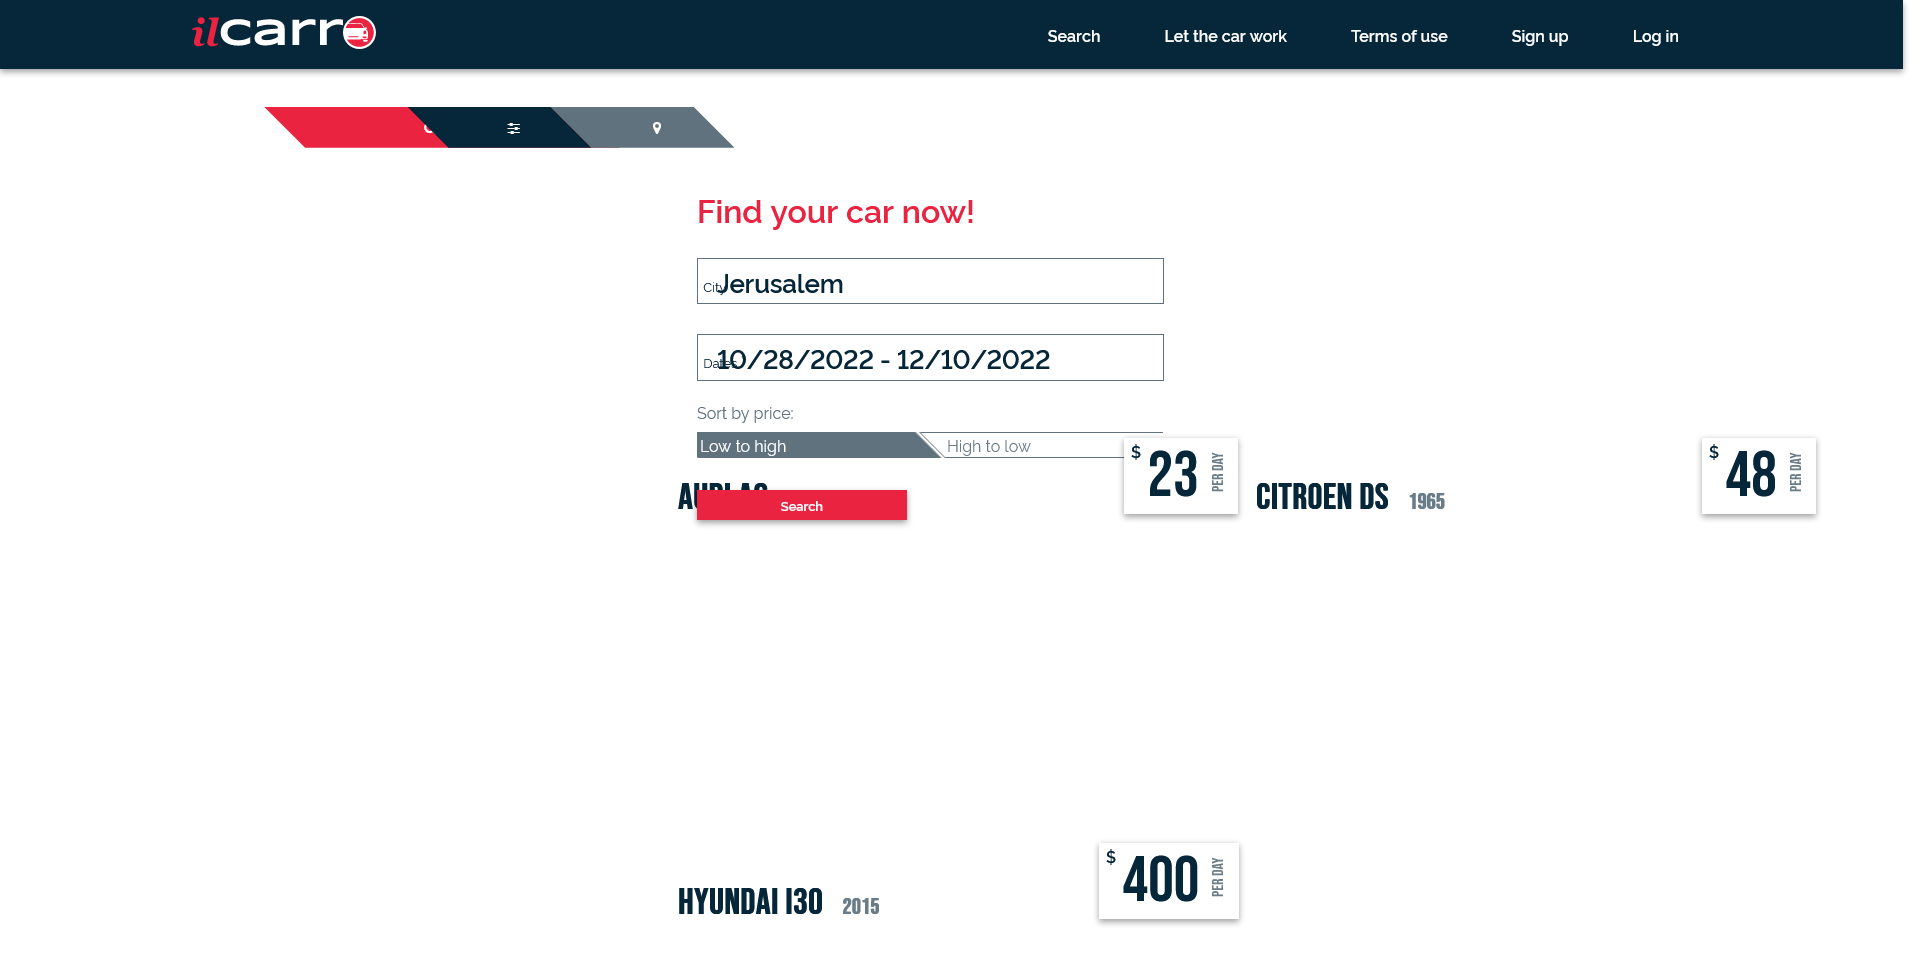 ilcarro
Search
Let the car work
Terms of use
Sign up
Log in
Find your car now!
City
Jerusalem
Dates
10/28/2022 - 12/10/2022
Sort by price:
Low to high
High to low
Search
$ 23 PER DAY
CITROEN DS 1965
$ 48 PER DAY
HYUNDAI I30 2015
$ 400 PER DAY